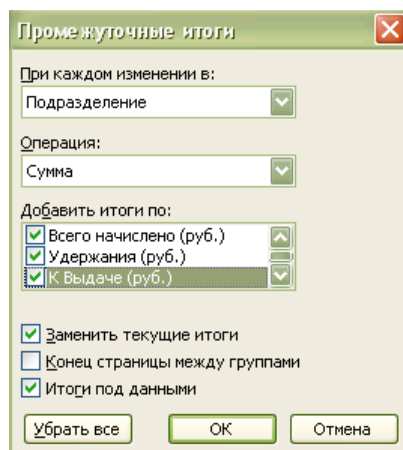 Промежуточные итоги
При каждом изменении в:
Подразделение
Операция:
Сумма
Добавить итоги по:
Всего начислено (руб.)
Удержания (руб.)
К Выдаче (руб.)
Заменить текущие итоги
Конец страницы между группами
Итоги под данными
Убрать все ОК Отмена